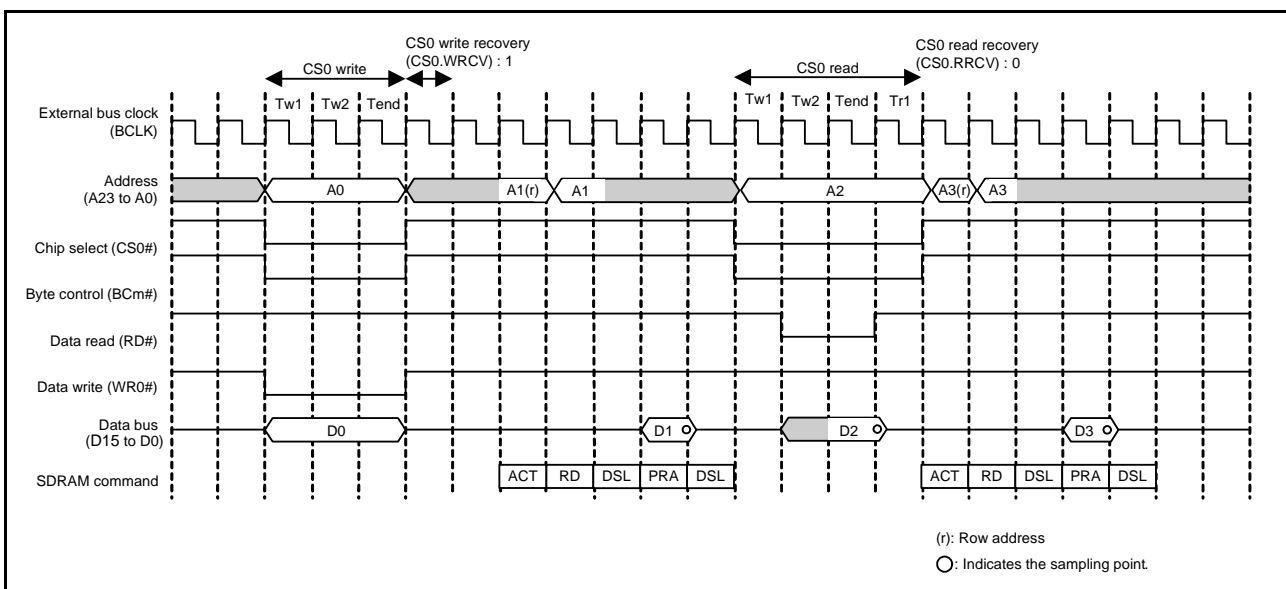 CS0 write recovery
(CS0.WRCV) : 1
CS0 read recovery
(CS0.RRCV) : 0
CS0 write
CS0 read
Tw1 Tw2 Tend
Tw1 Tw2 Tend Tr1
External bus clock
(BCLK)
Address
(A23 to A0)
A0 A1(r) A1 A2 A3(r) A3
Chip select (CS0#)
Byte control (BCm#)
Data read (RD#)
Data write (WR0#)
Data bus
(D15 to D0)
D0 D1 D2 D3
SDRAM command
ACT RD DSL PRA DSL
ACT RD DSL PRA DSL
(r): Row address
: Indicates the sampling point.